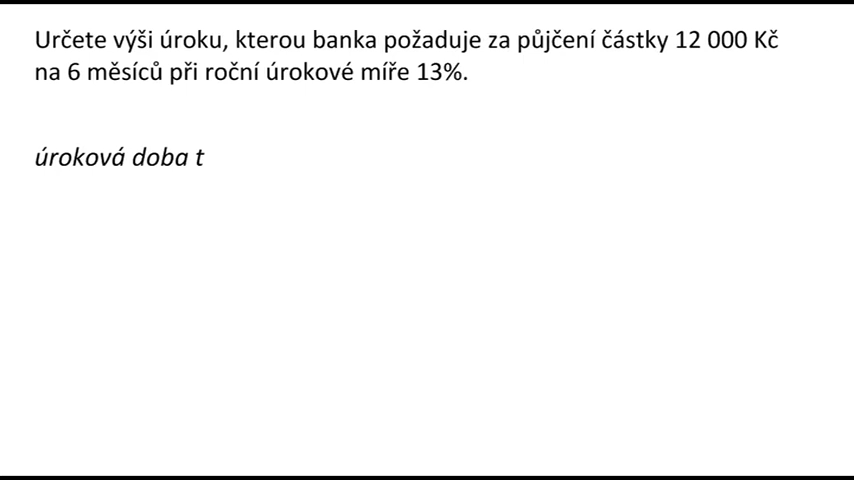 Určete výši úroku, kterou banka požaduje za půjčení částky 12 000 Kč
na 6 měsíců při roční úrokové míře 13%.
úroková doba t